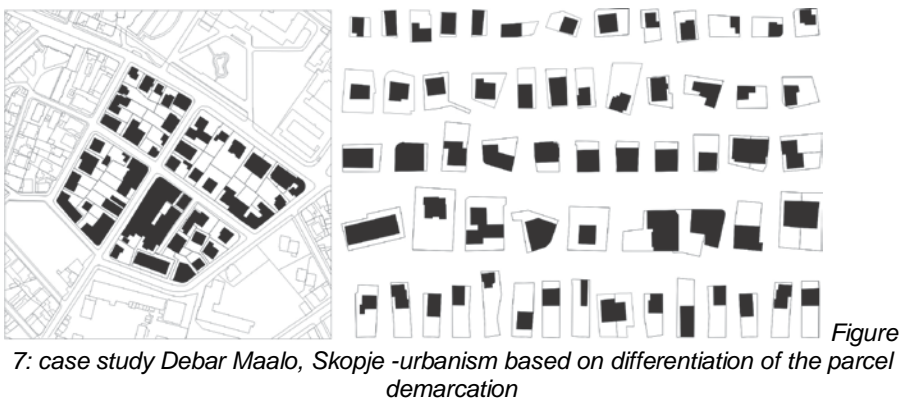 Figure
7: case study Debar Maalo, Skopje -urbanism based on differentiation of the parcel
demarcation